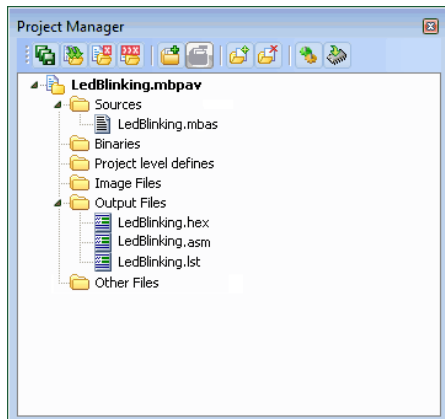 Project Manager
LedBlinking.mbpav
Sources
LedBlinking.mbas
Binaries
Project level defines
Image Files
Output Files
LedBlinking.hex
LedBlinking.asm
LedBlinking.lst
Other Files